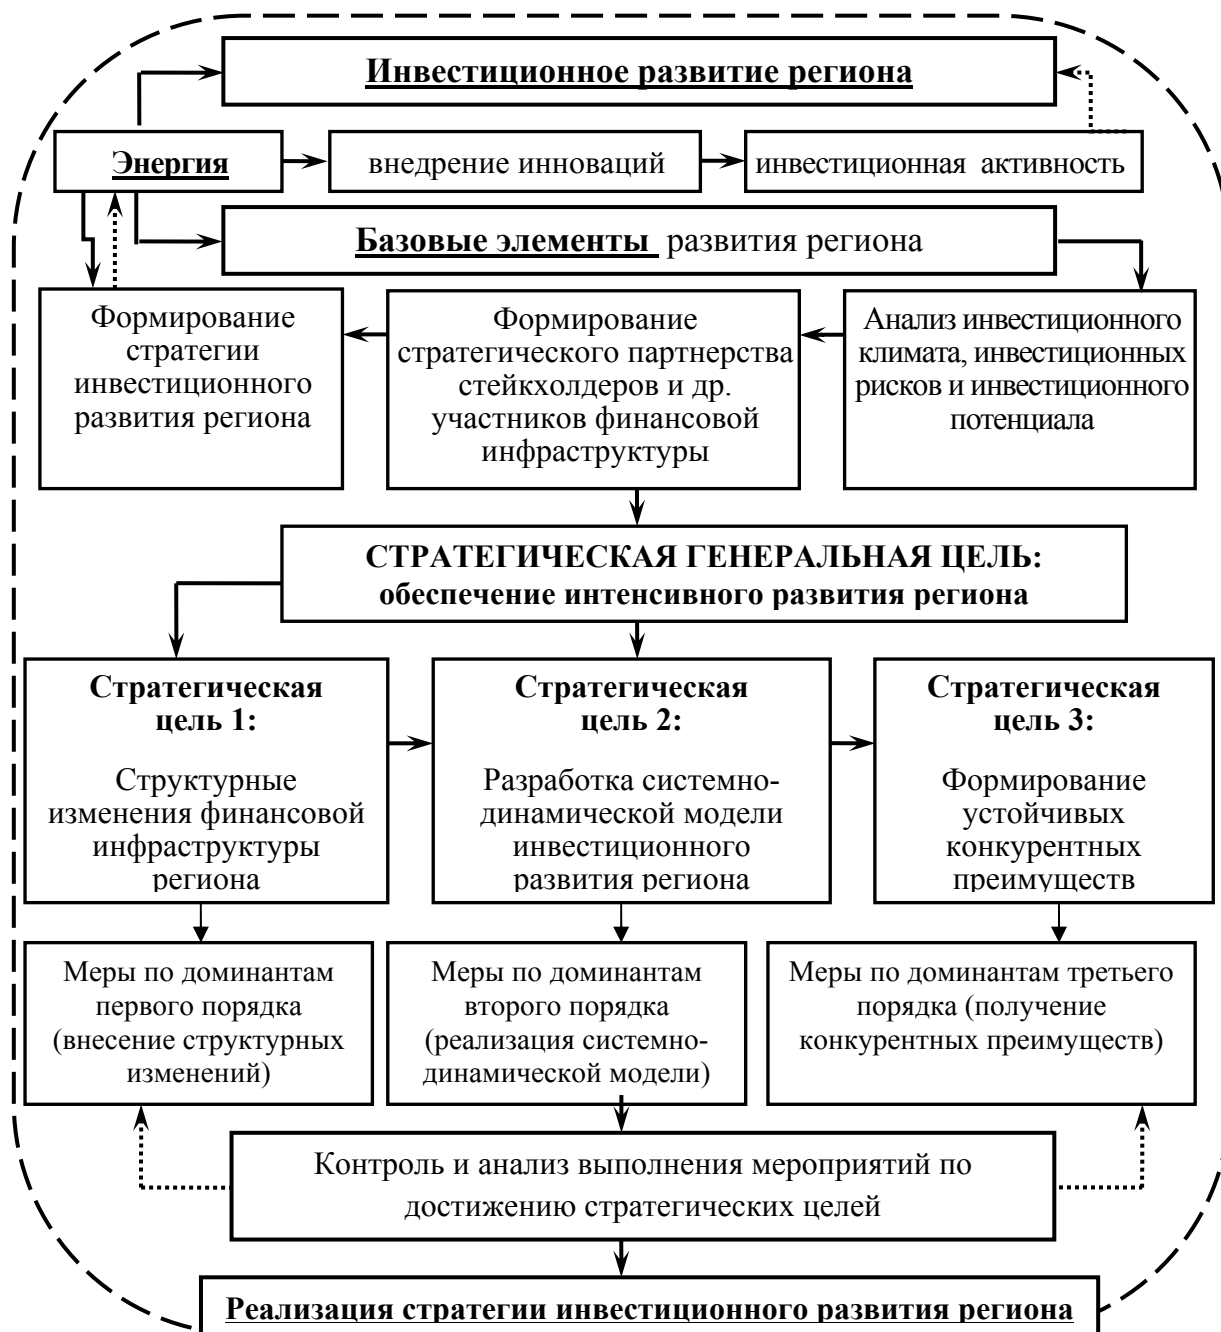 Инвестиционное развитие региона
Энергия
внедрение инноваций
инвестиционная активность
Базовые элементы развития региона
Формирование
стратегии
инвестиционного
развития региона
Формирование
стратегического партнерства
стейкхолдеров и др.
участников финансовой
инфраструктуры
Анализ инвестиционного
климата, инвестиционных
рисков и инвестиционного
потенциала
СТРАТЕГИЧЕСКАЯ ГЕНЕРАЛЬНАЯ ЦЕЛЬ:
обеспечение интенсивного развития региона
Стратегическая
цель 1:
Структурные
изменения финансовой
инфраструктуры
региона
Стратегическая
цель 2:
Разработка системно-
динамической модели
инвестиционного
развития региона
Стратегическая
цель 3:
Формирование
устойчивых
конкурентных
преимуществ
Меры по доминантам
первого порядка
(внесение структурных
изменений)
Меры по доминантам
второго порядка
(реализация системно-
динамической модели)
Меры по доминантам третьего
порядка (получение
конкурентных преимуществ)
Контроль и анализ выполнения мероприятий по
достижению стратегических целей
Реализация стратегии инвестиционного развития региона